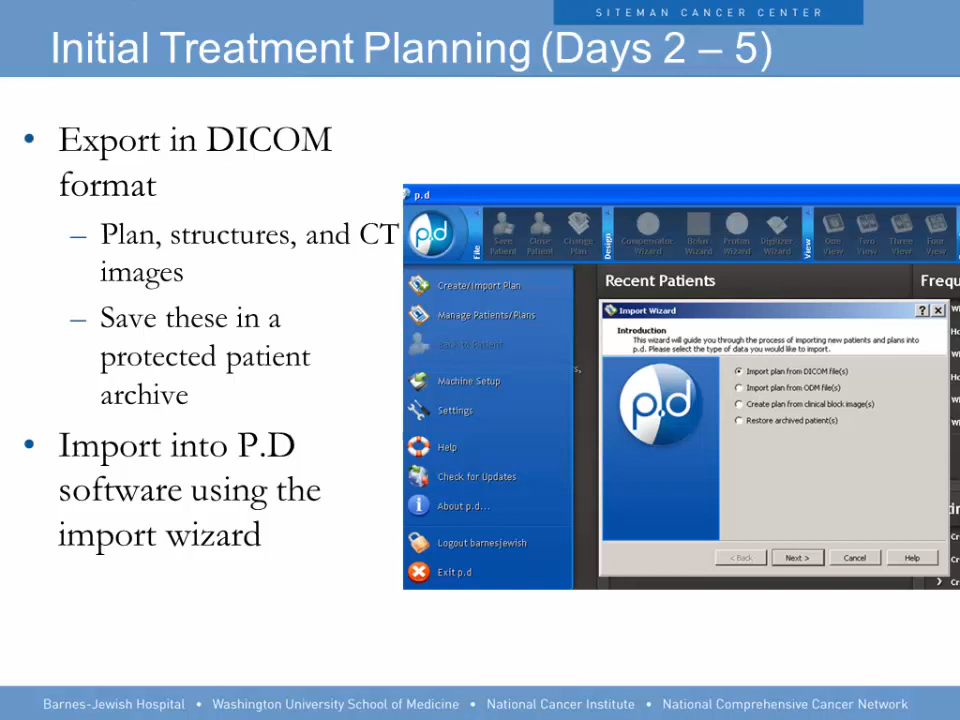 SITEMAN CANCER CENTER
Initial Treatment Planning (Days 2 – 5)
• Export in DICOM
format
– Plan, structures, and CT
images
– Save these in a
protected patient
archive
• Import into P.D
software using the
import wizard
p.d
p.d
File
Save Patient
Close Patient
Change Plan
Design
Compensator Wizard
Bolus Wizard
Proton Wizard
Digitizer Wizard
View
One View
Two View
Three View
Four View
Create/Import Plan
Manage Patients/Plans
Back to Patient
Machine Setup
Settings
Help
Check for Updates
About p.d...
Logout barnesjewish
Exit p.d
Recent Patients
Frequ
Import Wizard
Introduction
This wizard will guide you through the process of importing new patients and plans into
p.d. Please select the type of data you would like to import.
p.d
Import plan from DICOM file(s)
Import plan from ODM file(s)
Create plan from clinical block image(s)
Restore archived patient(s)
< Back
Next >
Cancel
Help
Barnes-Jewish Hospital • Washington University School of Medicine • National Cancer Institute • National Comprehensive Cancer Network